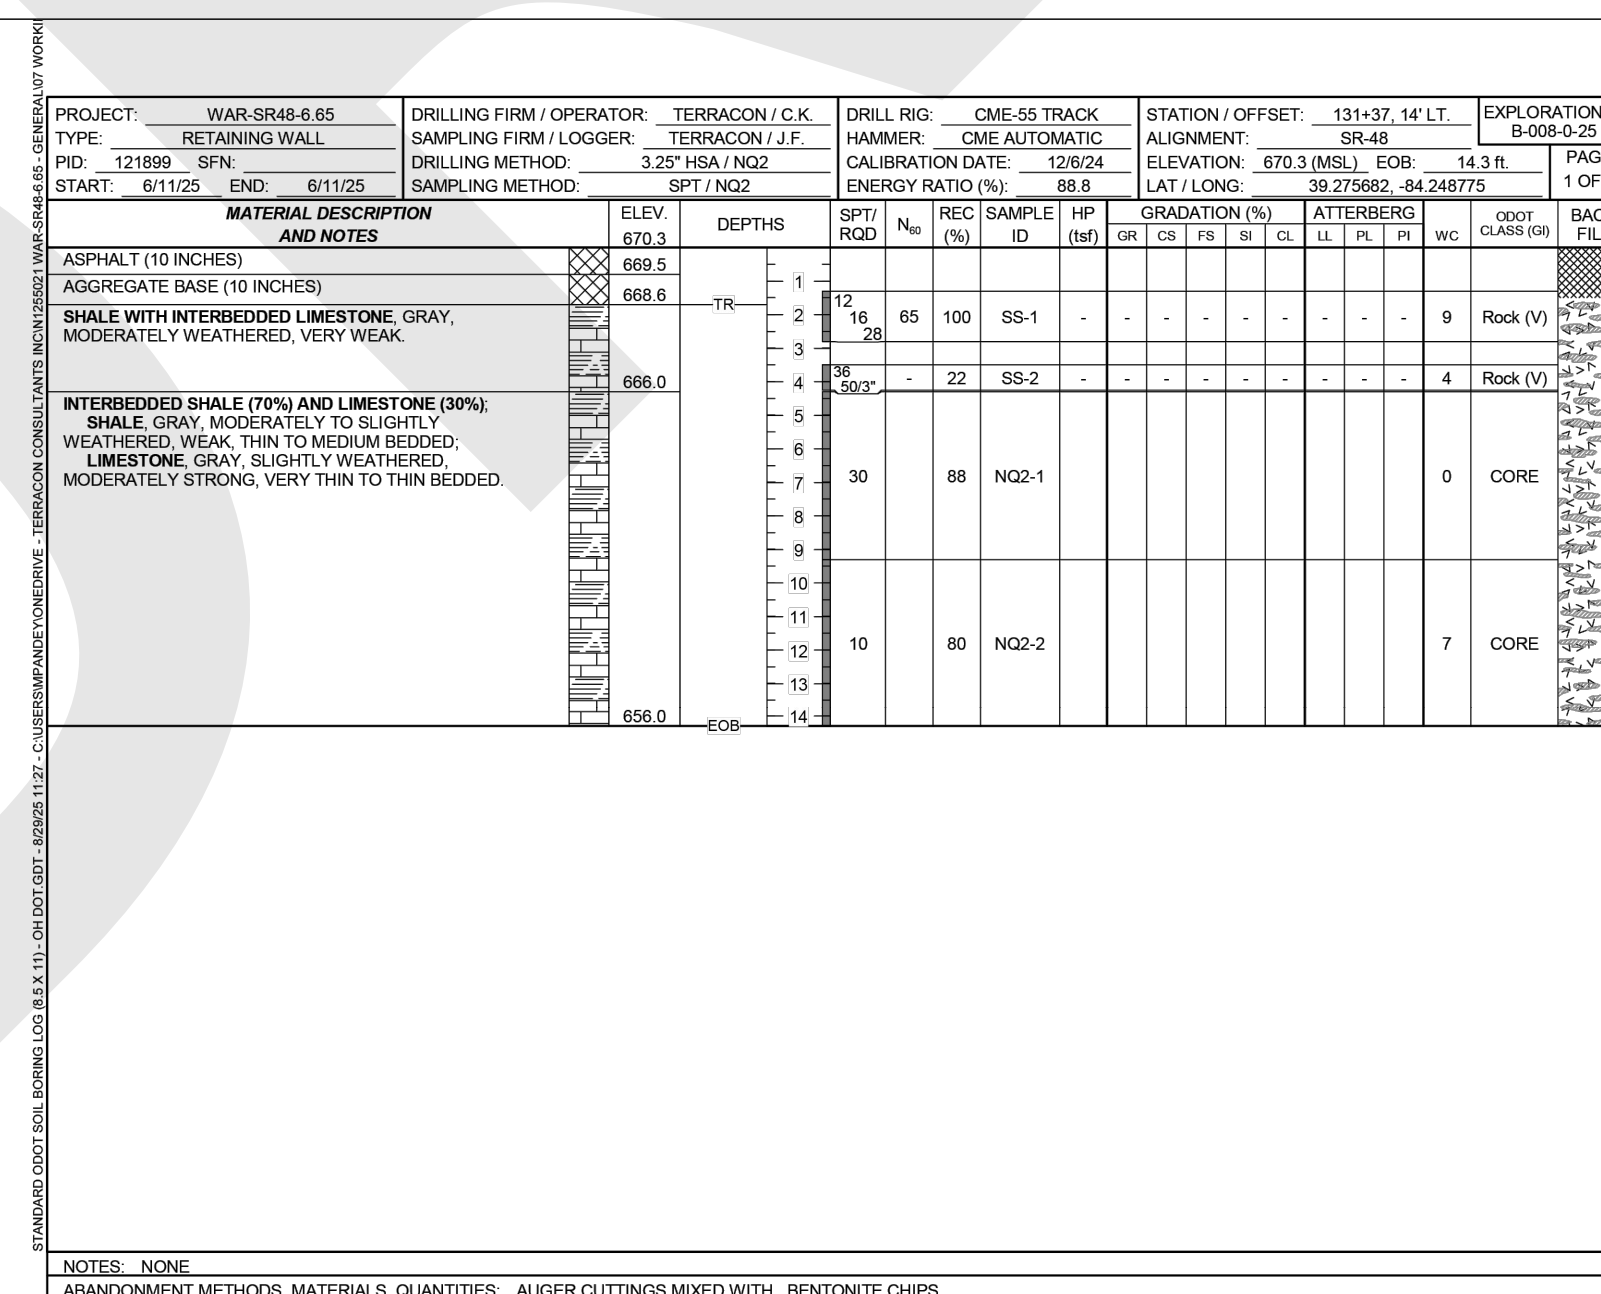 PROJECT: WAR-SR48-6.65 DRILLING FIRM / OPERATOR: TERRACON / C.K. DRILL RIG: CME-55 TRACK STATION / OFFSET: 131+37, 14' LT. EXPLORATION
TYPE: RETAINING WALL SAMPLING FIRM / LOGGER: TERRACON / J.F. HAMMER: CME AUTOMATIC ALIGNMENT: SR-48 B-008-0-25
PID: 121899 SFN: DRILLING METHOD: 3.25" HSA / NQ2 CALIBRATION DATE: 12/6/24 ELEVATION: 670.3 (MSL) EOB: 14.3 ft. PAG
START: 6/11/25 END: 6/11/25 SAMPLING METHOD: SPT / NQ2 ENERGY RATIO (%): 88.8 LAT / LONG: 39.275682, -84.248775 1 OF
MATERIAL DESCRIPTION ELEV. DEPTHS SPT/ N60 REC SAMPLE HP GRADATION (%) ATTERBERG ODOT BAC
AND NOTES 670.3 RQD (%) ID (tsf) GR CS FS SI CL LL PL PI WC CLASS (GI) FIL
ASPHALT (10 INCHES) 669.5
1
AGGREGATE BASE (10 INCHES) 668.6
TR
SHALE WITH INTERBEDDED LIMESTONE, GRAY,
MODERATELY WEATHERED, VERY WEAK.
2 12 16 28 65 100 SS-1 - - - - - - - - - 9 Rock (V)
3
666.0 4 36 50/3" - 22 SS-2 - - - - - - - - - 4 Rock (V)
INTERBEDDED SHALE (70%) AND LIMESTONE (30%);
SHALE, GRAY, MODERATELY TO SLIGHTLY
WEATHERED, WEAK, THIN TO MEDIUM BEDDED;
LIMESTONE, GRAY, SLIGHTLY WEATHERED,
MODERATELY STRONG, VERY THIN TO THIN BEDDED.
5
6
7 30 88 NQ2-1 0 CORE
8
9
10
11
12 10 80 NQ2-2 7 CORE
13
656.0 14
EOB
NOTES: NONE
ABANDONMENT METHODS, MATERIALS, QUANTITIES: AUGER CUTTINGS MIXED WITH BENTONITE CHIPS
STANDARD ODOT SOIL BORING LOG (8.5 X 11) - OH DOT.GDT - 8/29/25 11:27 - C:\USERS\MPANDEY\ONEDRIVE - TERRACON CONSULTANTS INC\N1255021 WAR-SR48-6.65 - GENERAL\07 WORKI